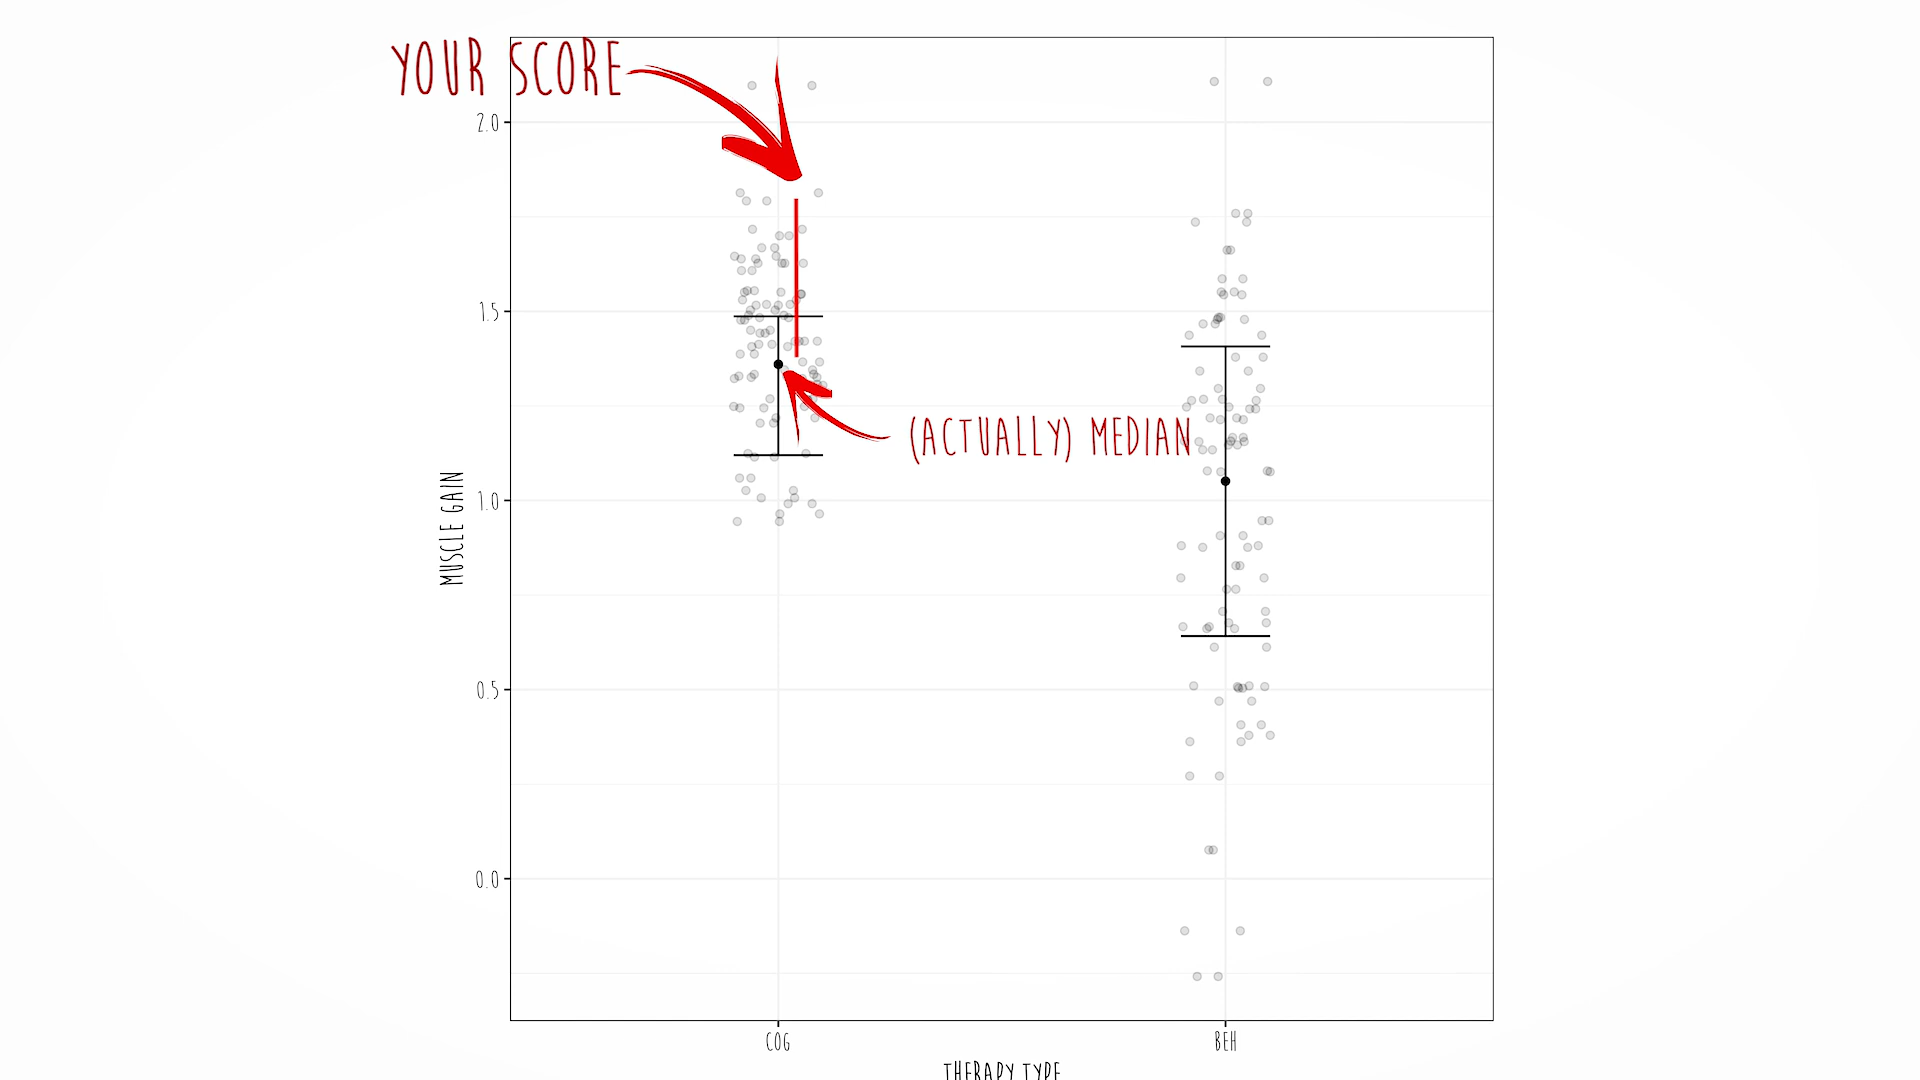 YOUR SCORE
2.0
1.5
(ACTUALLY) MEDIAN
1.0
MUSCLE GAIN
0.5
0.0
COG
BEH
THERAPY TYPE